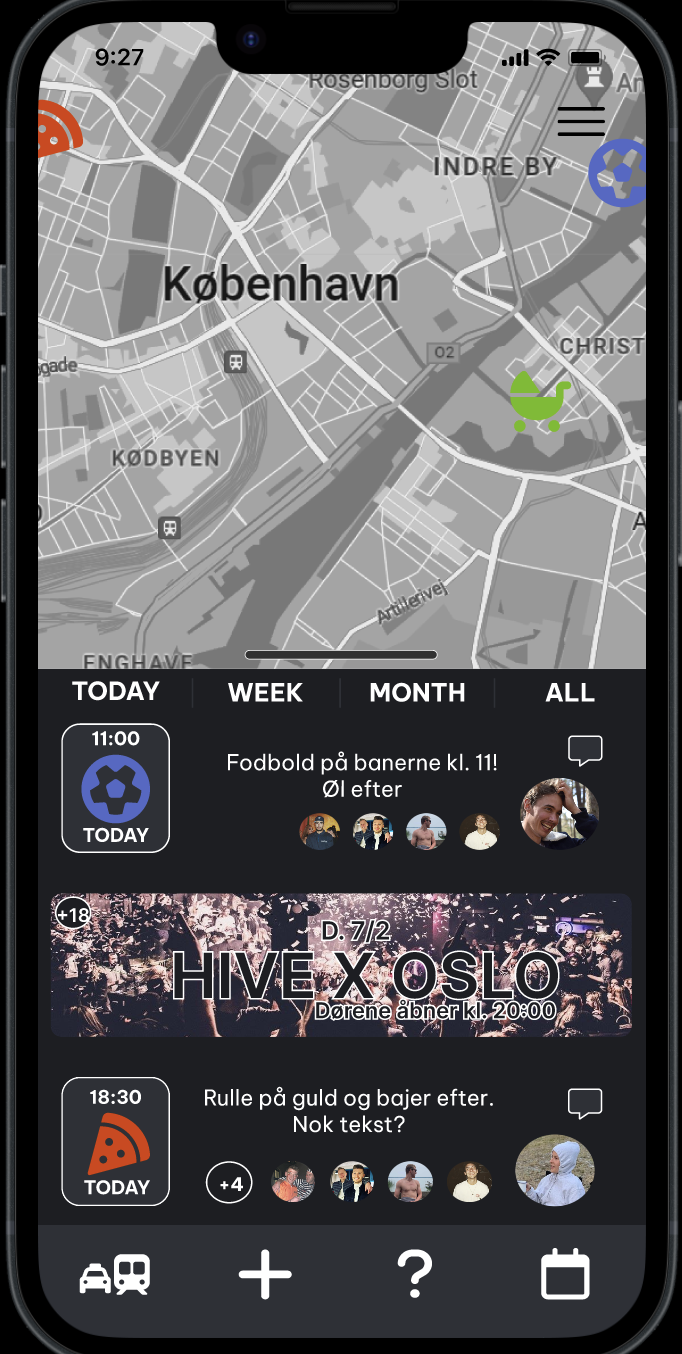 9:27
Rosenborg Slot
INDRE BY
København
ogade
O2
CHRIST
KØDBYEN
Artillerivej
ENGHAVE
TODAY WEEK MONTH ALL
11:00
TODAY
Fodbold på banerne kl. 11!
Øl efter
+18
D. 7/2
HIVE X OSLO
Dørene åbner kl. 20:00
18:30
TODAY
Rulle på guld og bajer efter.
Nok tekst?
+4
?